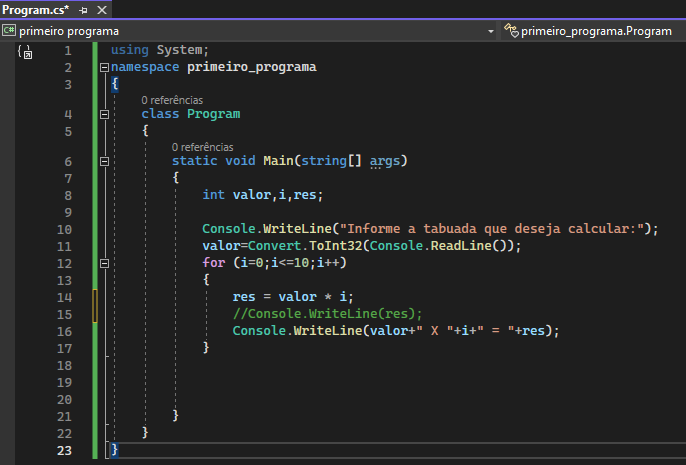 Program.cs*
C# primeiro programa
primeiro_programa.Program
1 using System;
2 namespace primeiro_programa
3 {
0 referências
4 class Program
5 {
0 referências
6 static void Main(string[] args)
7 {
8 int valor,i,res;
9
10 Console.WriteLine("Informe a tabuada que deseja calcular:");
11 valor=Convert.ToInt32(Console.ReadLine());
12 for (i=0;i<=10;i++)
13 {
14 res = valor * i;
15 //Console.WriteLine(res);
16 Console.WriteLine(valor+" X "+i+" = "+res);
17 }
18
19
20
21 }
22 }
23 }